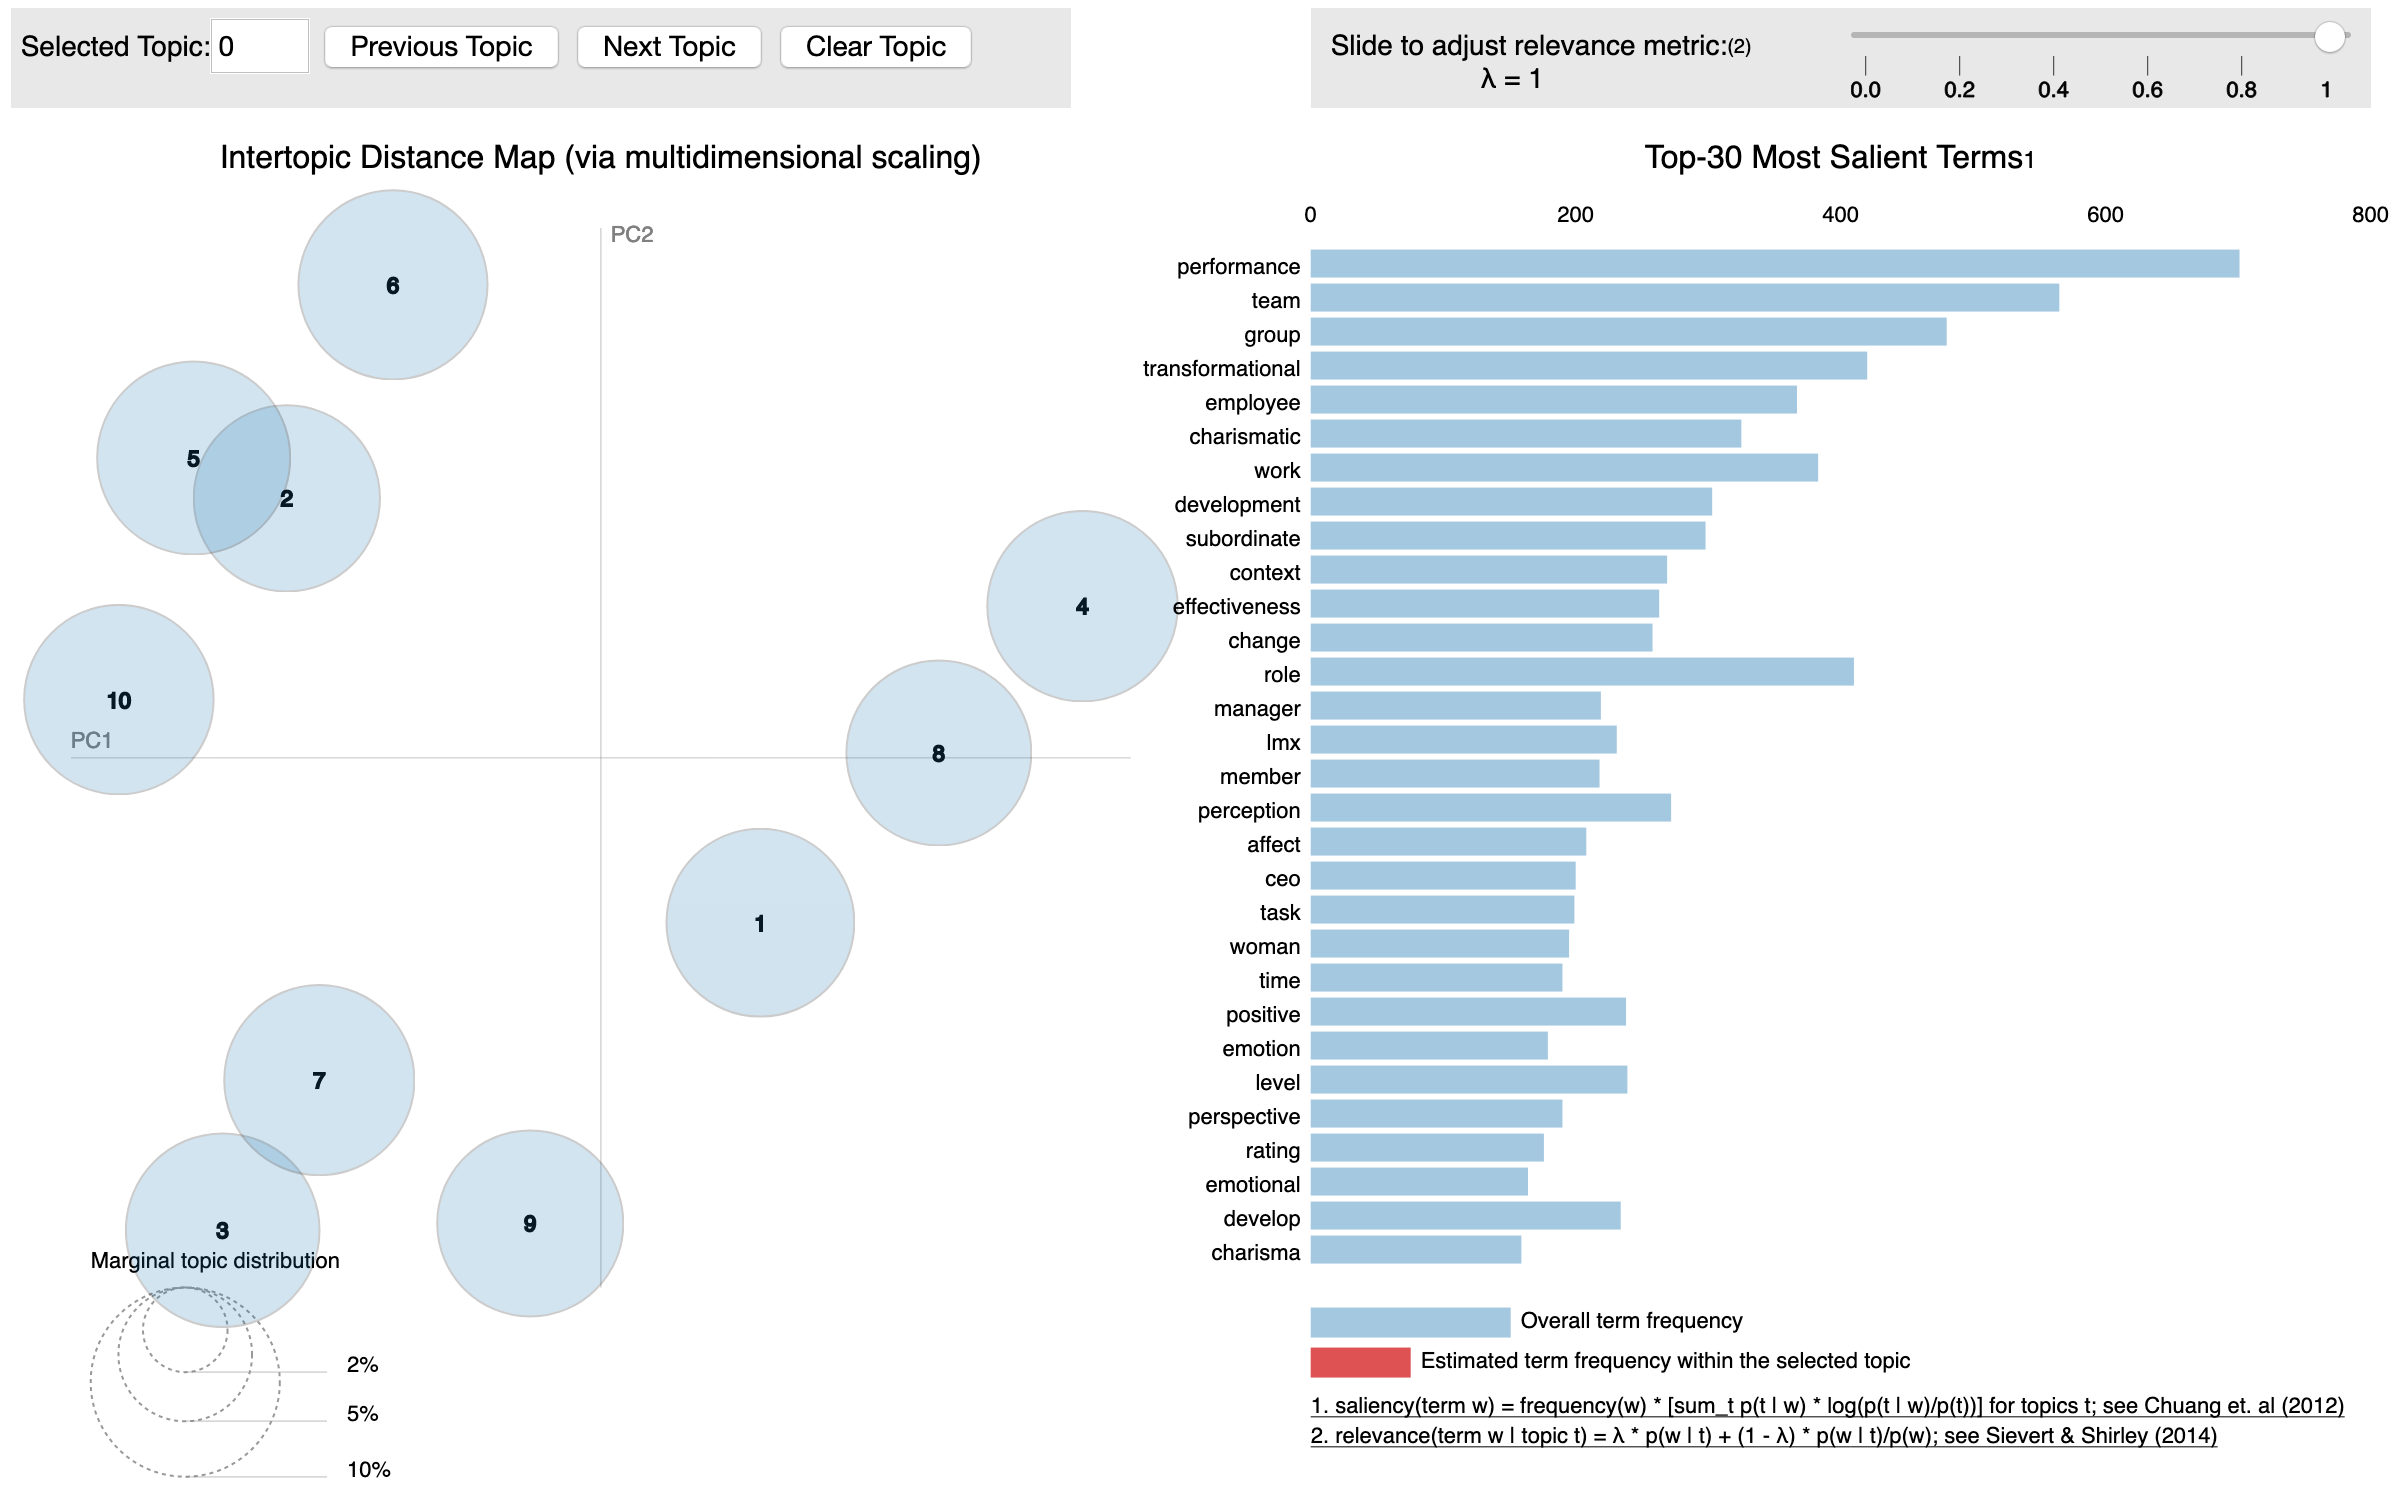 Selected Topic: 0 Previous Topic Next Topic Clear Topic
Slide to adjust relevance metric:(2)
λ = 1
0.0 0.2 0.4 0.6 0.8 1
Intertopic Distance Map (via multidimensional scaling)
PC2
6
5
2
4
10
PC1
8
1
7
3
9
Marginal topic distribution
2%
5%
10%
Top-30 Most Salient Terms1
0 200 400 600 800
performance
team
group
transformational
employee
charismatic
work
development
subordinate
context
effectiveness
change
role
manager
lmx
member
perception
affect
ceo
task
woman
time
positive
emotion
level
perspective
rating
emotional
develop
charisma
Overall term frequency
Estimated term frequency within the selected topic
1. saliency(term w) = frequency(w) * [sum_t p(t | w) * log(p(t | w)/p(t))] for topics t; see Chuang et. al (2012)
2. relevance(term w | topic t) = λ * p(w | t) + (1 - λ) * p(w | t)/p(w); see Sievert & Shirley (2014)